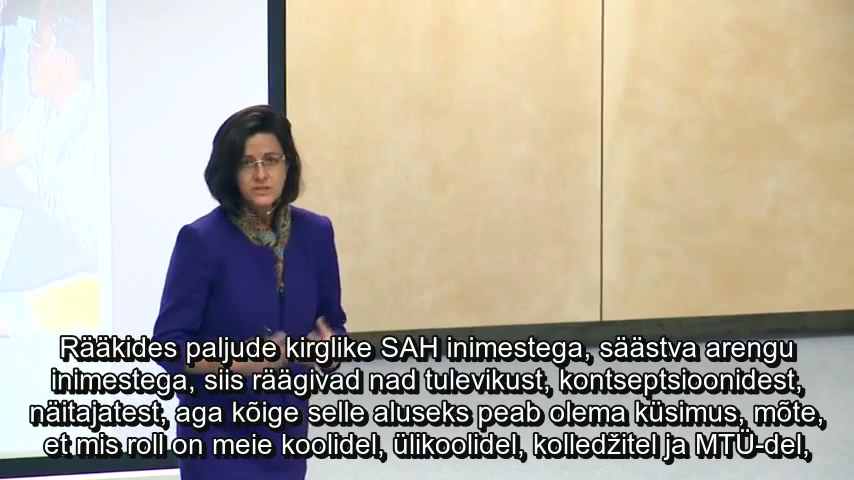 Rääkides paljude kirglike SAH inimestega, säästva arengu
inimestega, siis räägivad nad tulevikust, kontseptsioonidest,
näitajatest, aga kõige selle aluseks peab olema küsimus, mõte,
et mis roll on meie koolidel, ülikoolidel, kolledžitel ja MTÜ-del,